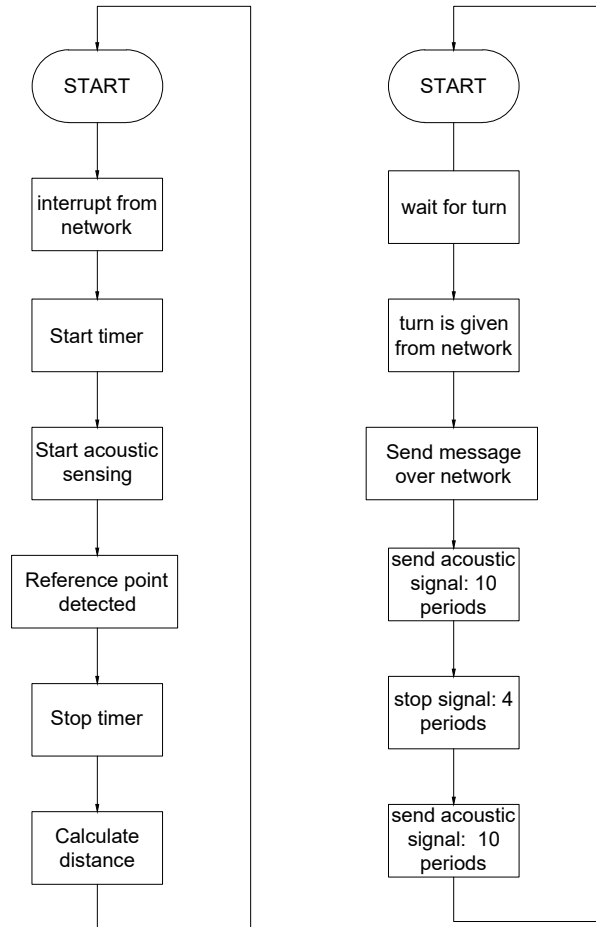 START
interrupt from
network
Start timer
Start acoustic
sensing
Reference point
detected
Stop timer
Calculate
distance
START
wait for turn
turn is given
from network
Send message
over network
send acoustic
signal: 10
periods
stop signal: 4
periods
send acoustic
signal: 10
periods